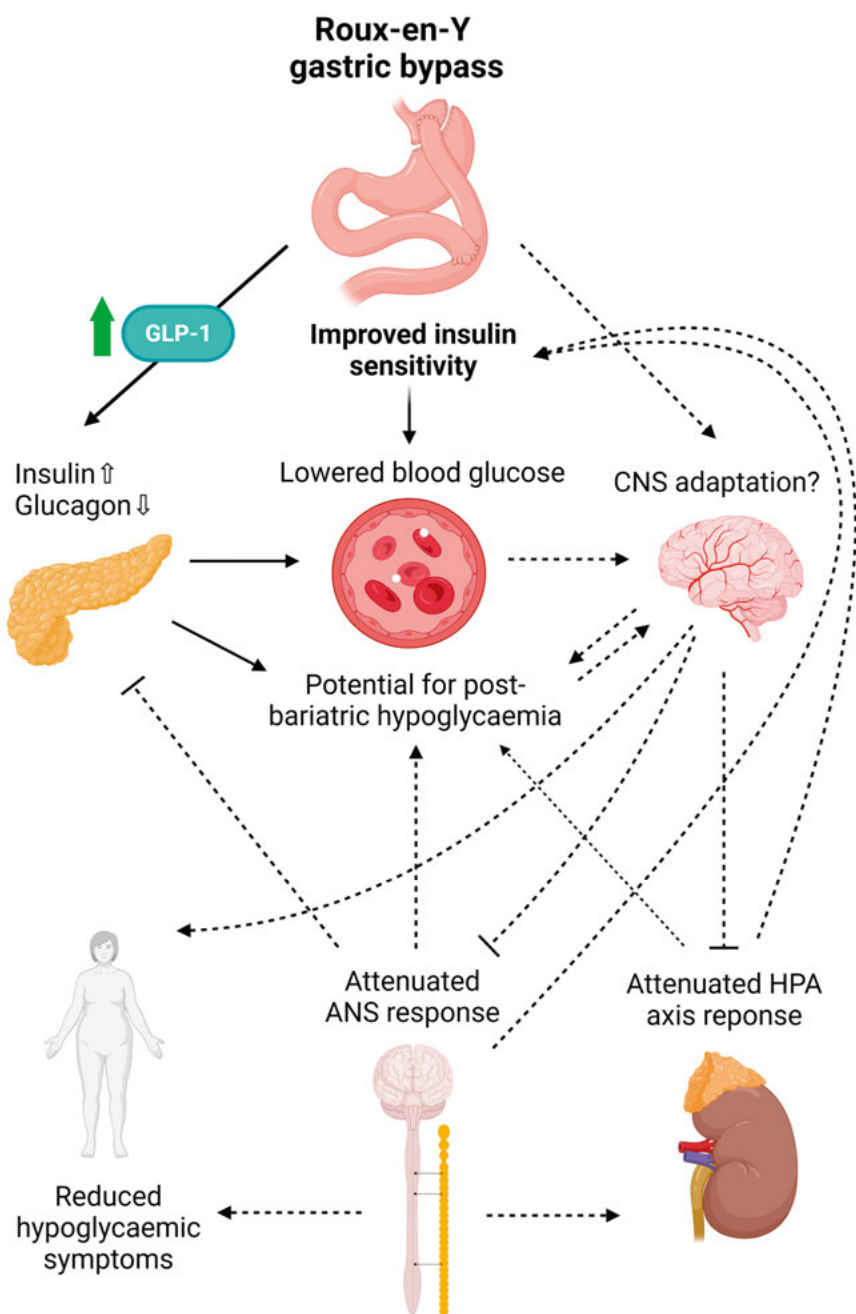 Roux-en-Y
gastric bypass
GLP-1
Improved insulin
sensitivity
Insulin⇧
Glucagon⇩
Lowered blood glucose
CNS adaptation?
Potential for post-
bariatric hypoglycaemia
Attenuated
ANS response
Attenuated HPA
axis reponse
Reduced
hypoglycaemic
symptoms